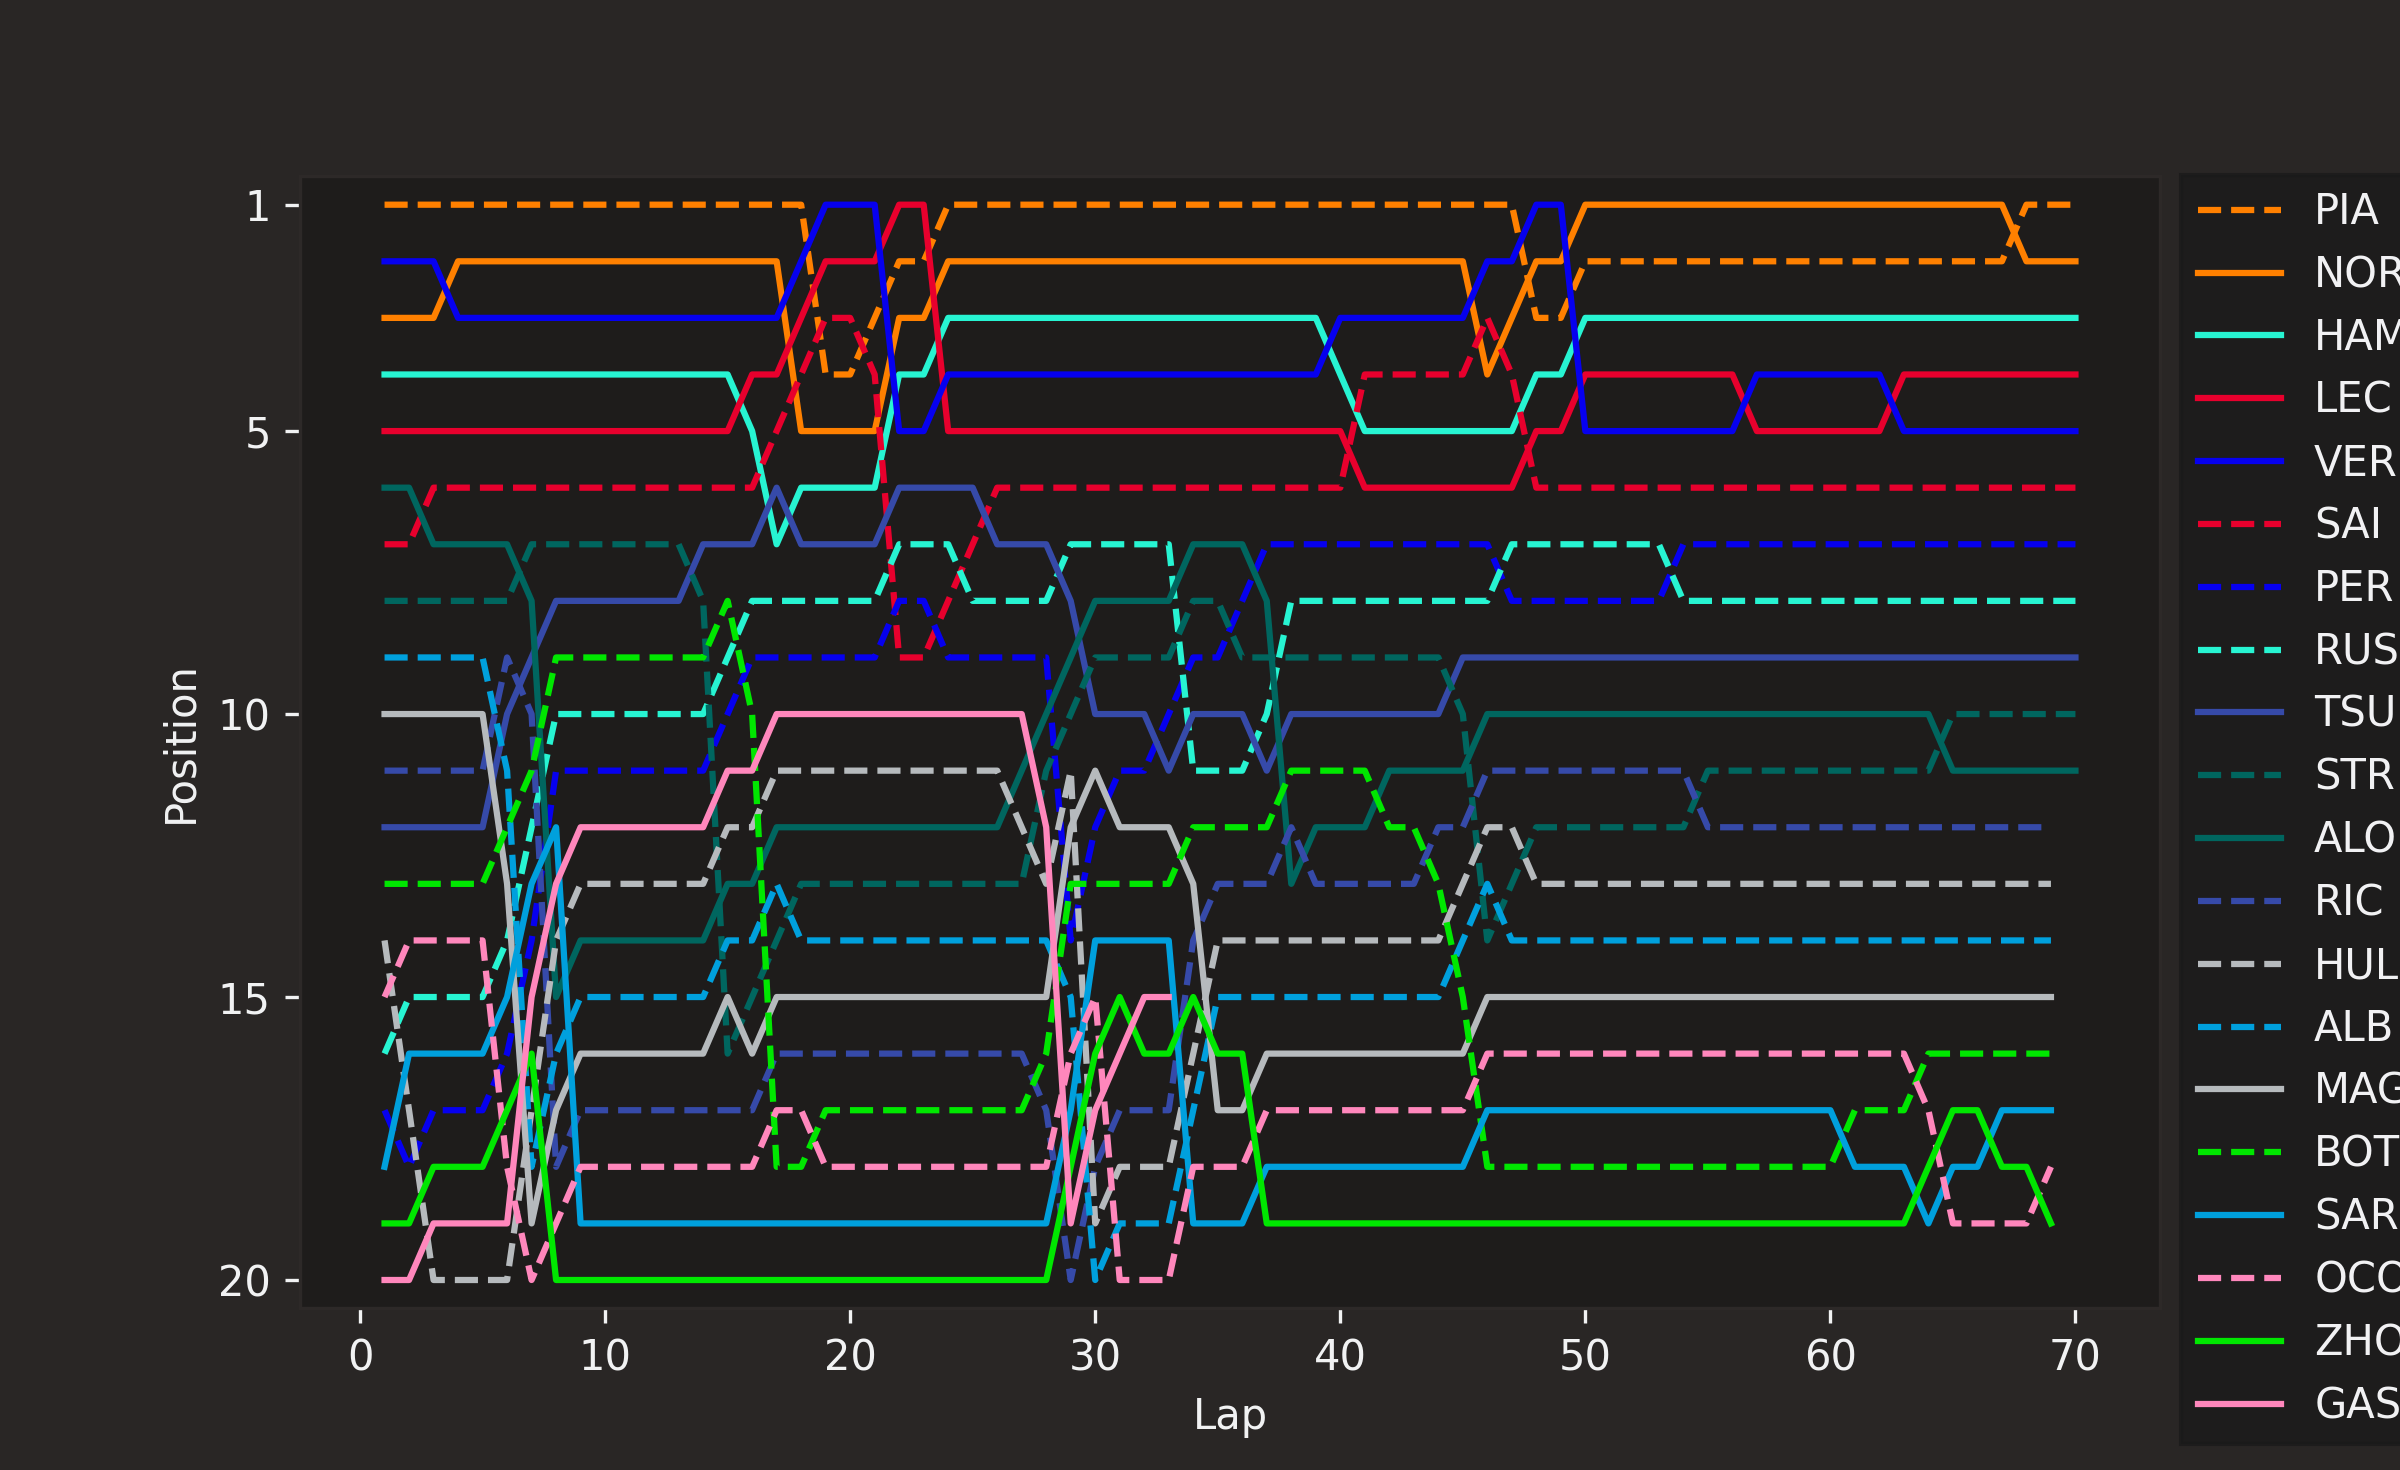 1
5
10
15
20
Position
0 10 20 30 40 50 60 70
Lap
PIA
NOR
HAM
LEC
VER
SAI
PER
RUS
TSU
STR
ALO
RIC
HUL
ALB
MAG
BOT
SAR
OCO
ZHO
GAS